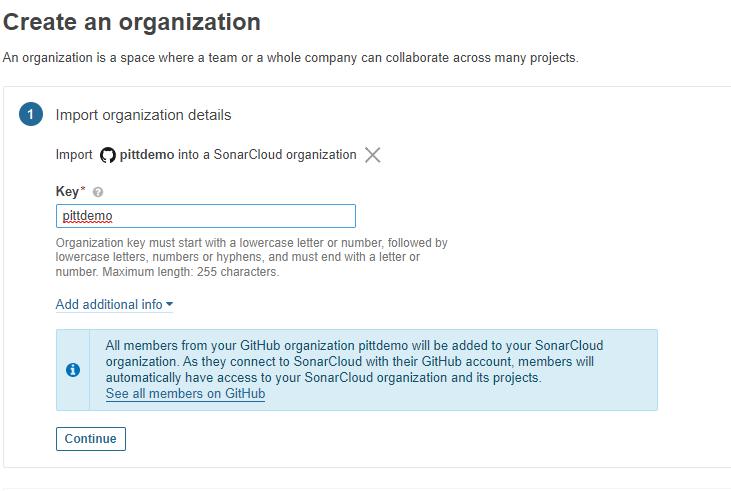 Create an organization
An organization is a space where a team or a whole company can collaborate across many projects.
1 Import organization details
Import pittdemo into a SonarCloud organization
Key* ?
pittdemo
Organization key must start with a lowercase letter or number, followed by
lowercase letters, numbers or hyphens, and must end with a letter or
number. Maximum length: 255 characters.
Add additional info
All members from your GitHub organization pittdemo will be added to your SonarCloud
organization. As they connect to SonarCloud with their GitHub account, members will
automatically have access to your SonarCloud organization and its projects.
See all members on GitHub
Continue